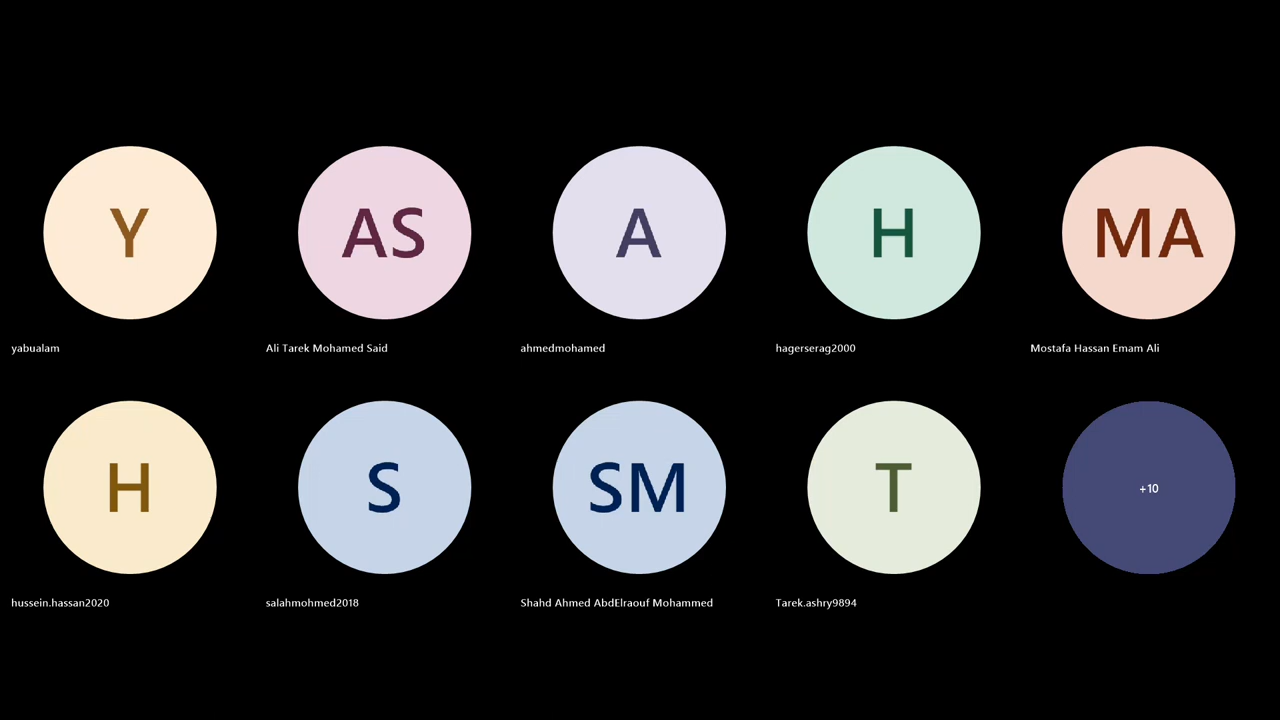 Y
AS
A
H
MA
yabualam
Ali Tarek Mohamed Said
ahmedmohamed
hagerserag2000
Mostafa Hassan Emam Ali
H
S
SM
T
+10
hussein.hassan2020
salahmohmed2018
Shahd Ahmed AbdElraouf Mohammed
Tarek.ashry9894